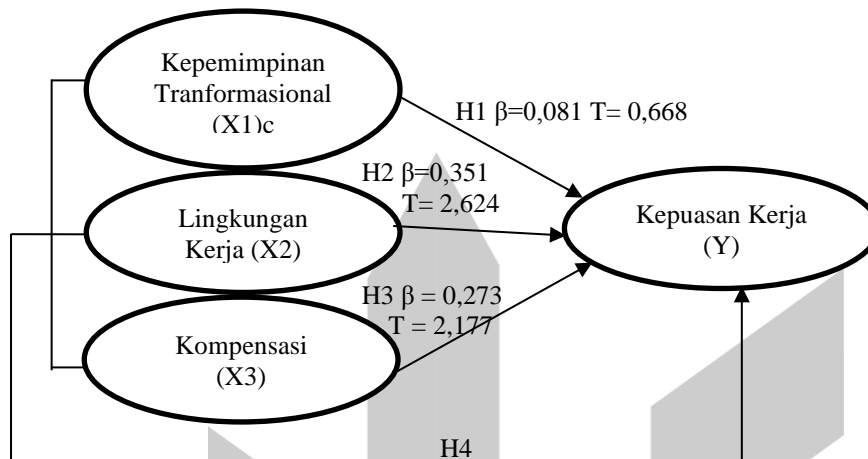 Kepemimpinan
Tranformasional
(X1)c
H1 β=0,081 T= 0,668
H2 β=0,351
T= 2,624
Lingkungan
Kerja (X2)
Kepuasan Kerja
(Y)
H3 β = 0,273
T = 2,177
Kompensasi
(X3)
H4